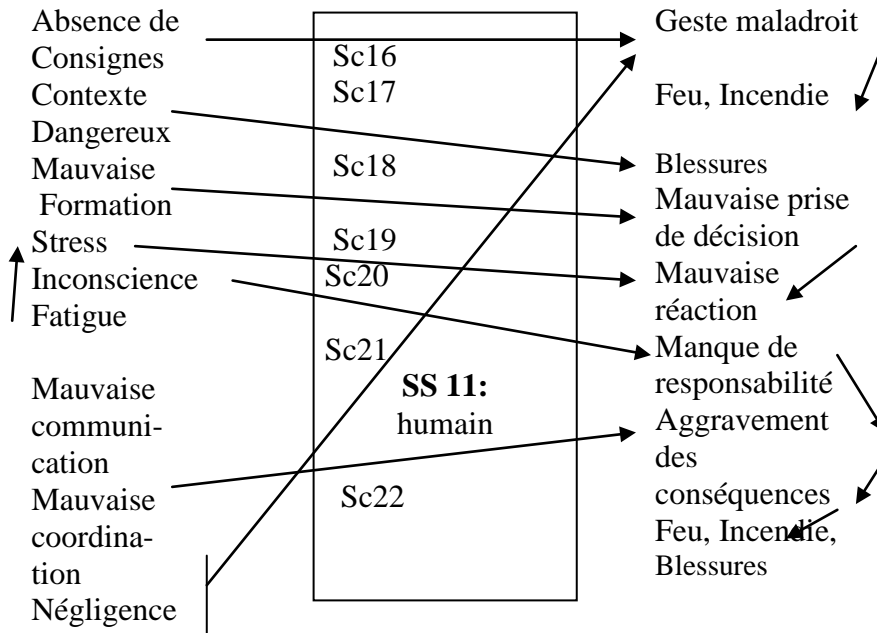 Absence de
Consignes
Contexte
Dangereux
Mauvaise
Formation
Stress
Inconscience
Fatigue
Mauvaise
communi-
cation
Mauvaise
coordina-
tion
Négligence
Sc16
Sc17
Sc18
Sc19
Sc20
Sc21
SS 11:
humain
Sc22
Geste maladroit
Feu, Incendie
Blessures
Mauvaise prise
de décision
Mauvaise
réaction
Manque de
responsabilité
Aggravement
des
conséquences
Feu, Incendie,
Blessures